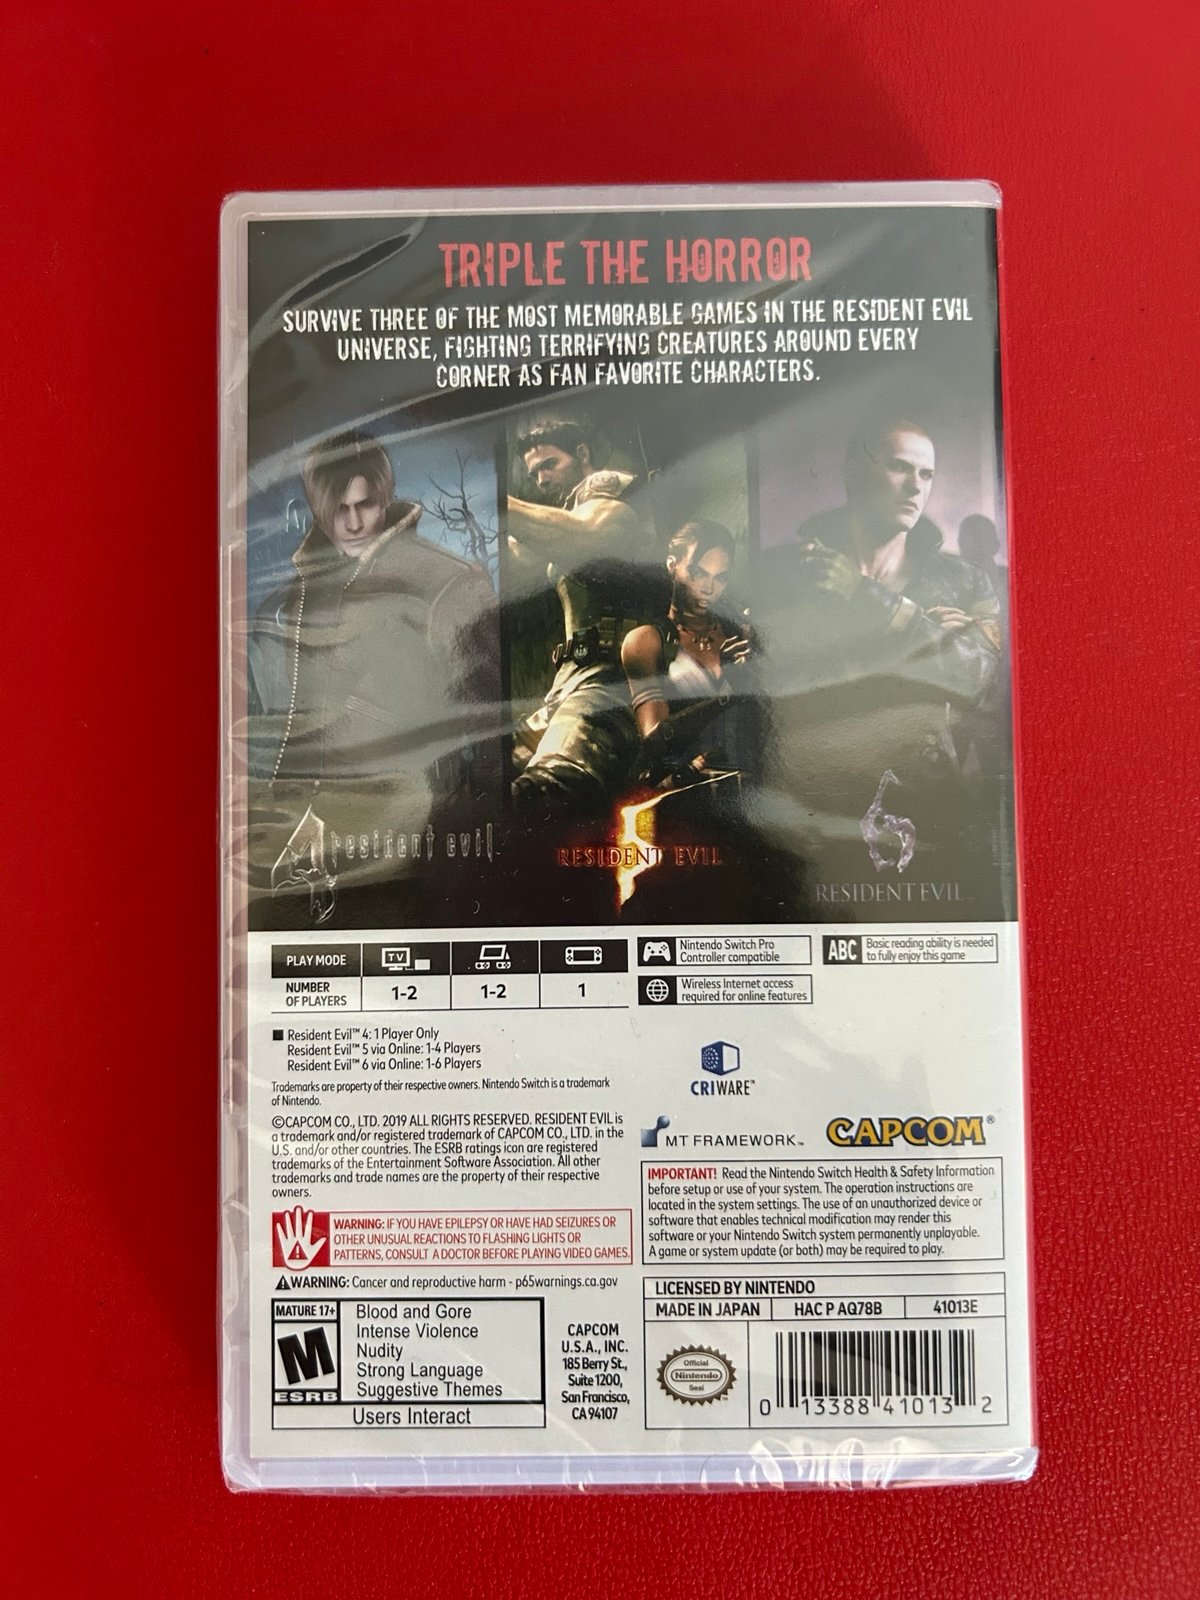 TRIPLE THE HORROR
SURVIVE THREE OF THE MOST MEMORABLE GAMES IN THE RESIDENT EVIL
UNIVERSE, FIGHTING TERRIFYING CREATURES AROUND EVERY
CORNER AS FAN FAVORITE CHARACTERS.
4 resident evil
5
RESIDENT EVIL
6
RESIDENT EVIL
PLAY MODE
TV
NUMBER
OF PLAYERS
1-2
1-2
1
Nintendo Switch Pro
Controller compatible
ABC
Basic reading ability is needed
to fully enjoy this game
Wireless Internet access
required for online features
■ Resident Evil™ 4: 1 Player Only
Resident Evil™ 5 via Online: 1-4 Players
Resident Evil™ 6 via Online: 1-6 Players
Trademarks are property of their respective owners. Nintendo Switch is a trademark
of Nintendo.
©CAPCOM CO., LTD. 2019 ALL RIGHTS RESERVED. RESIDENT EVIL is
a trademark and/or registered trademark of CAPCOM CO., LTD. in the
U.S. and/or other countries. The ESRB ratings icon are registered
trademarks of the Entertainment Software Association. All other
trademarks and trade names are the property of their respective
owners.
CRIWARE™
MT FRAMEWORK™
CAPCOM®
IMPORTANT! Read the Nintendo Switch Health & Safety Information
before setup or use of your system. The operation instructions are
located in the system settings. The use of an unauthorized device or
software that enables technical modification may render this
software or your Nintendo Switch system permanently unplayable.
A game or system update (or both) may be required to play.
WARNING: IF YOU HAVE EPILEPSY OR HAVE HAD SEIZURES OR
OTHER UNUSUAL REACTIONS TO FLASHING LIGHTS OR
PATTERNS, CONSULT A DOCTOR BEFORE PLAYING VIDEO GAMES.
⚠WARNING: Cancer and reproductive harm - p65warnings.ca.gov
MATURE 17+
M
ESRB
Blood and Gore
Intense Violence
Nudity
Strong Language
Suggestive Themes
Users Interact
CAPCOM
U.S.A., INC.
185 Berry St.,
Suite 1200,
San Francisco,
CA 94107
LICENSED BY NINTENDO
MADE IN JAPAN
HAC P AQ78B
41013E
Official
Nintendo
Seal
0 13388 41013 2